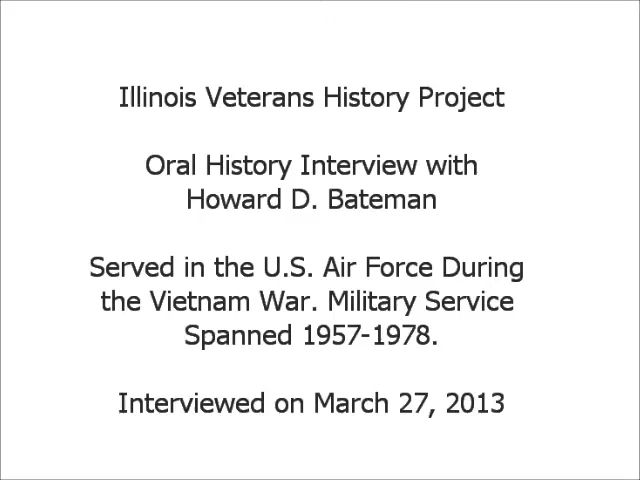 Illinois Veterans History Project
Oral History Interview with
Howard D. Bateman
Served in the U.S. Air Force During
the Vietnam War. Military Service
Spanned 1957-1978.
Interviewed on March 27, 2013